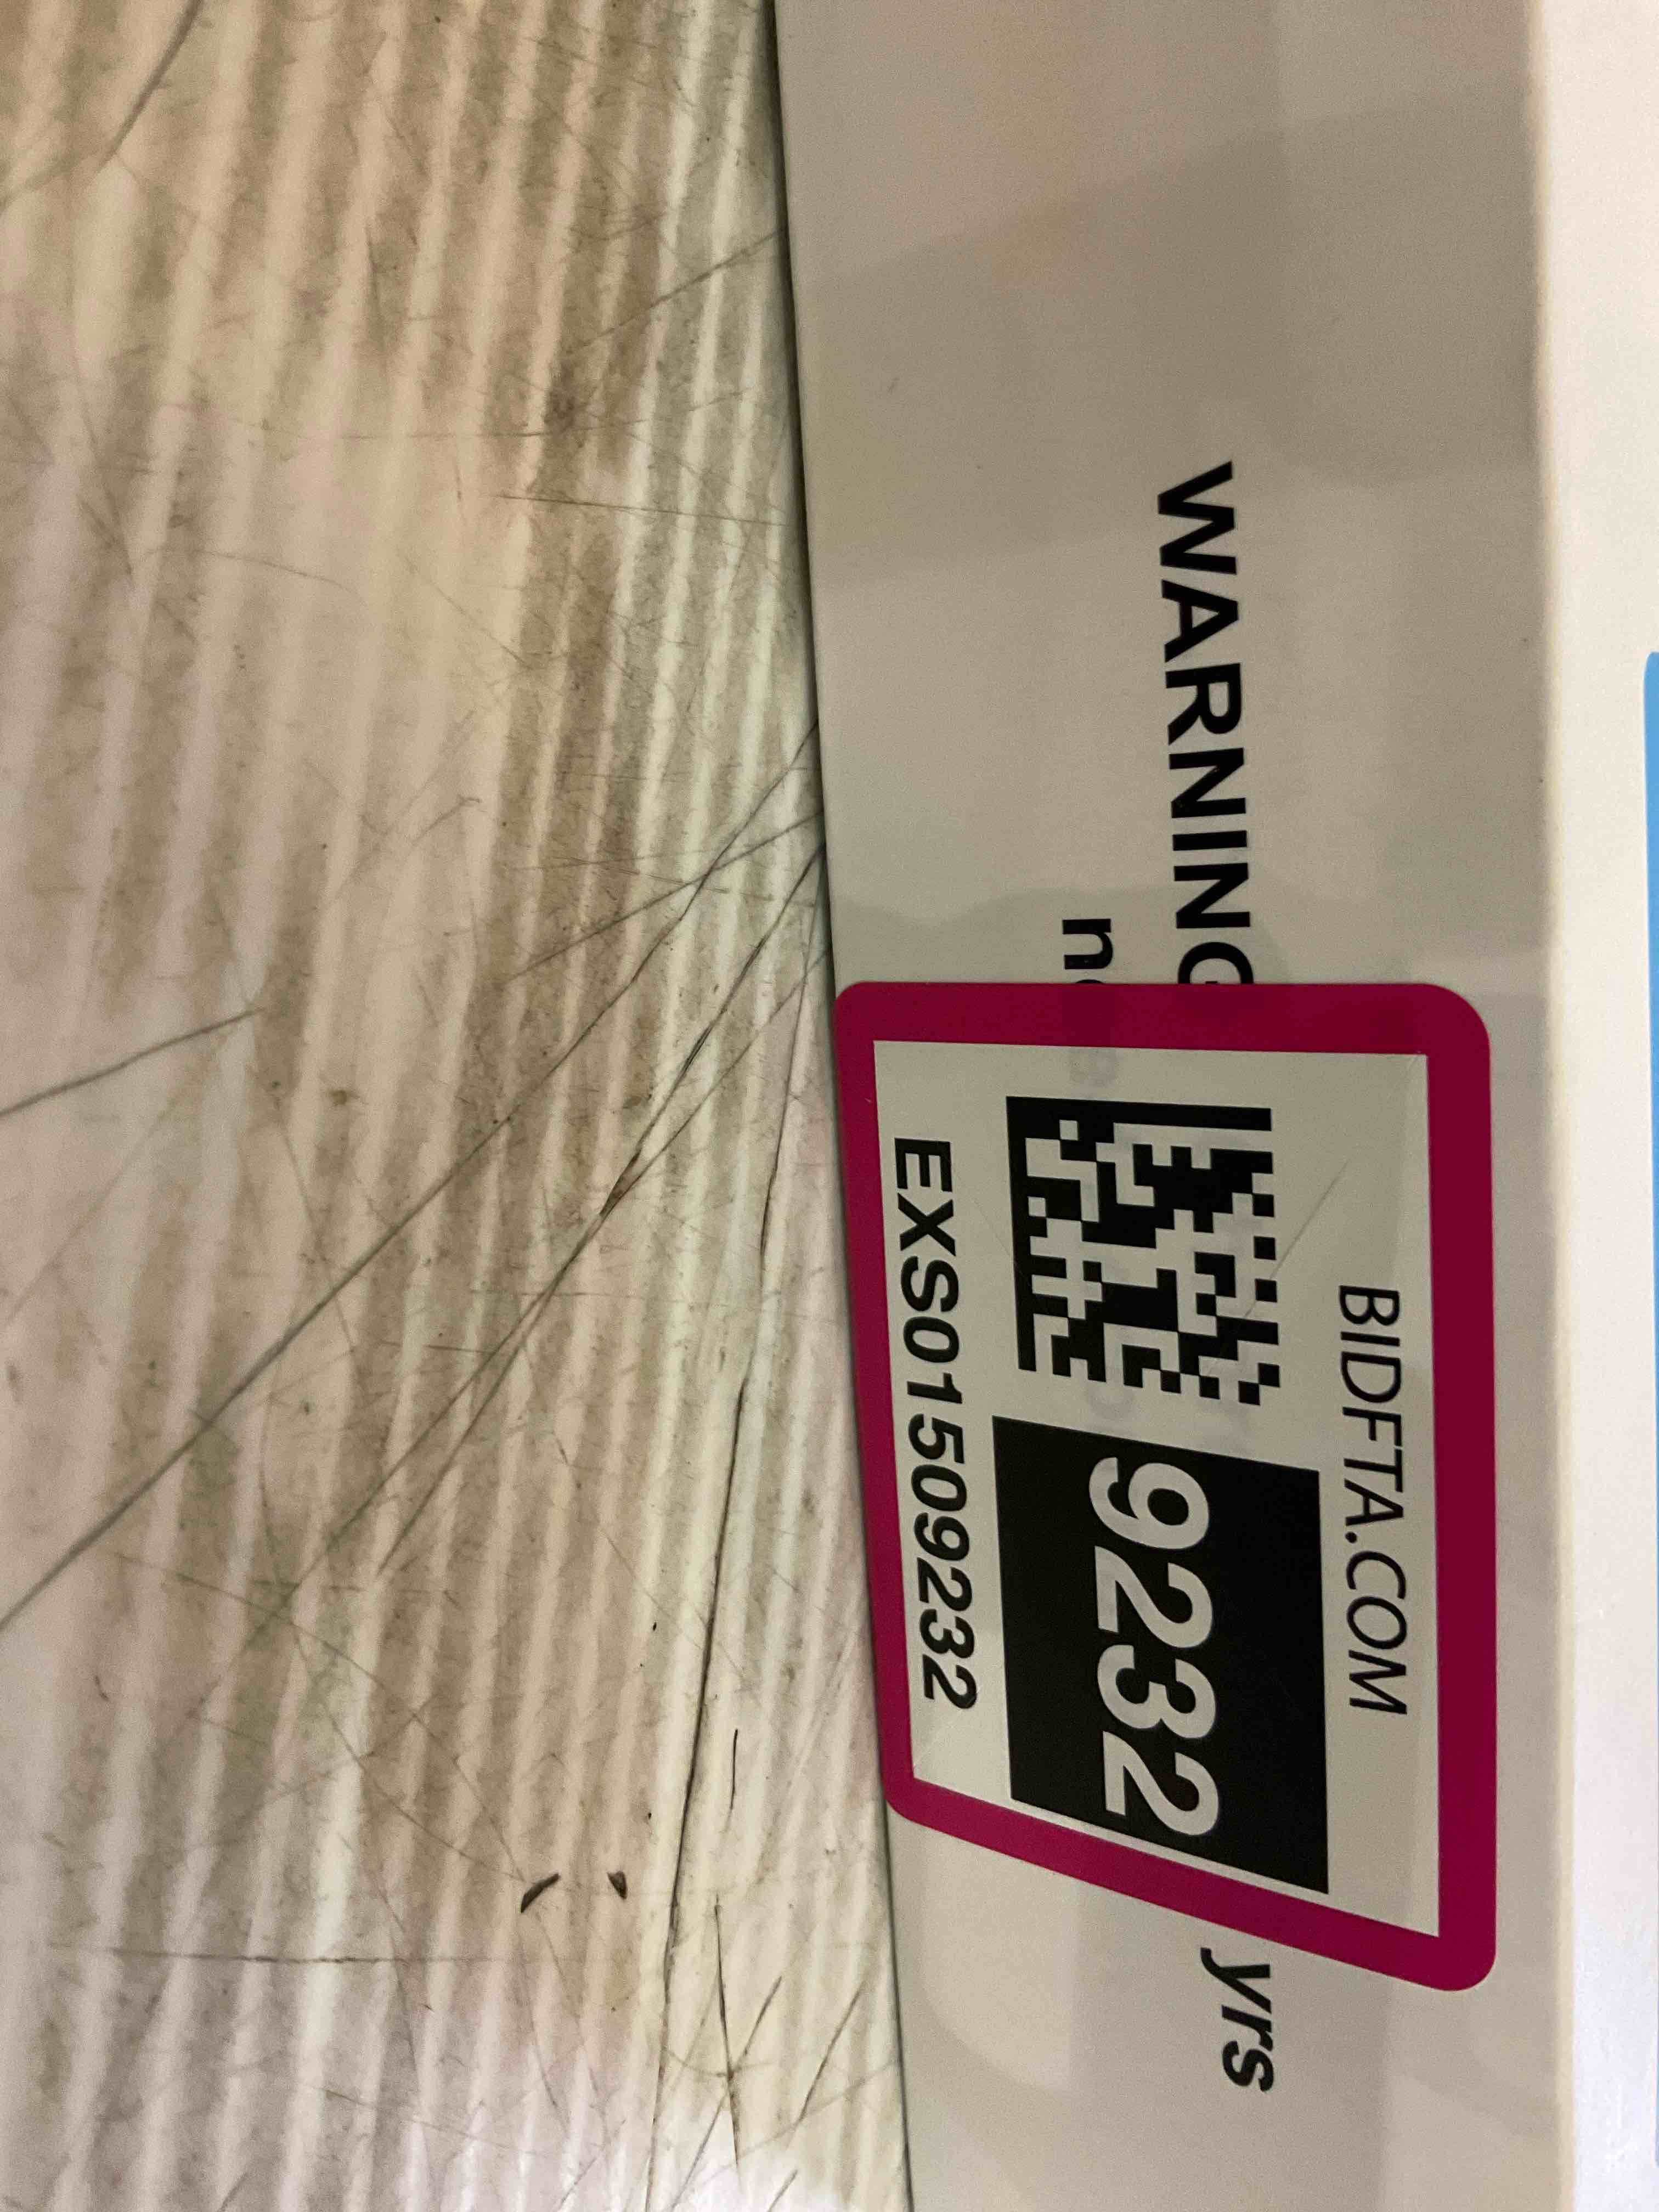 WARNING
yrs
BIDFTA.COM
9232
EXS01509232